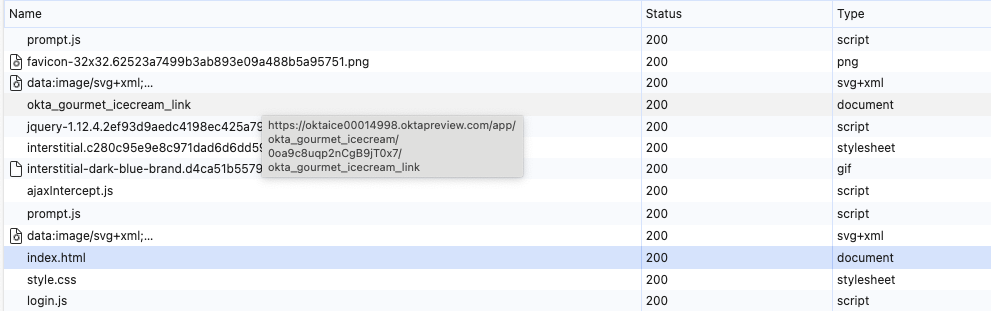 Name Status Type
prompt.js 200 script
favicon-32x32.62523a7499b3ab893e09a488b5a95751.png 200 png
data:image/svg+xml;... 200 svg+xml
okta_gourmet_icecream_link 200 document
jquery-1.12.4.2ef93d9aedc4198ec425a79 200 script
https://oktaice00014998.oktapreview.com/app/
okta_gourmet_icecream/
0oa9c8uqp2nCgB9jT0x7/
okta_gourmet_icecream_link
interstitial.c280c95e9e8c971dad6d6dd59 200 stylesheet
interstitial-dark-blue-brand.d4ca51b5579 200 gif
ajaxIntercept.js 200 script
prompt.js 200 script
data:image/svg+xml;... 200 svg+xml
index.html 200 document
style.css 200 stylesheet
login.js 200 script